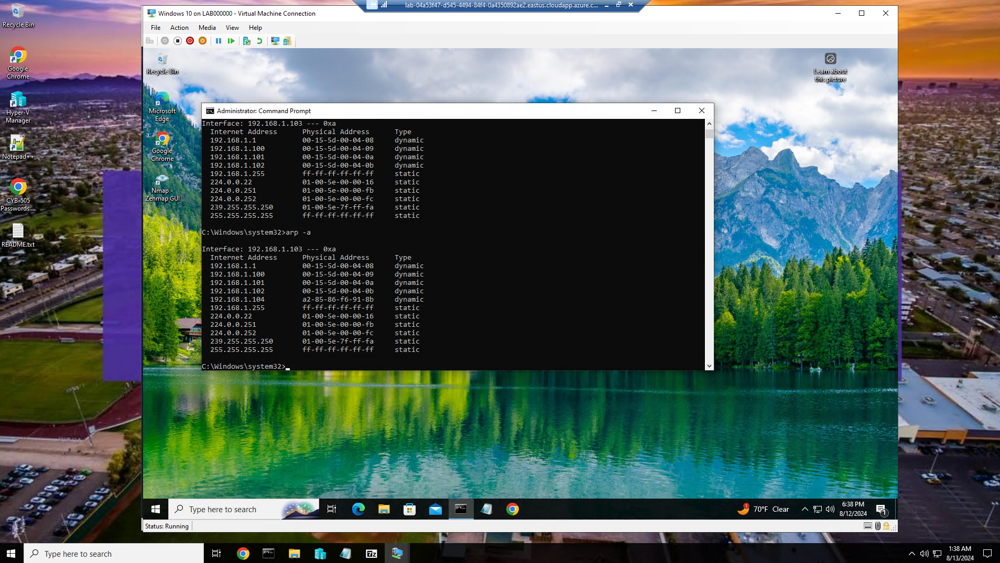 Recycle Bin
Google
Chrome
Hyper-V
Manager
Notepad++
CYB-505
Passwords....
README.txt
lab-04a53f47-d545-4494-84f4-0a4350892ae2.eastus.cloudapp.azure.c...
Windows 10 on LAB000000 - Virtual Machine Connection
File Action Media View Help
Recycle Bin
Microsoft
Edge
Google
Chrome
Nmap -
Zenmap GUI
Learn about
this picture
Administrator: Command Prompt
Interface: 192.168.1.103 --- 0xa
Internet Address Physical Address Type
192.168.1.1 00-15-5d-00-04-08 dynamic
192.168.1.100 00-15-5d-00-04-09 dynamic
192.168.1.101 00-15-5d-00-04-0a dynamic
192.168.1.102 00-15-5d-00-04-0b dynamic
192.168.1.255 ff-ff-ff-ff-ff-ff static
224.0.0.22 01-00-5e-00-00-16 static
224.0.0.251 01-00-5e-00-00-fb static
224.0.0.252 01-00-5e-00-00-fc static
239.255.255.250 01-00-5e-7f-ff-fa static
255.255.255.255 ff-ff-ff-ff-ff-ff static
C:\Windows\system32>arp -a
Interface: 192.168.1.103 --- 0xa
Internet Address Physical Address Type
192.168.1.1 00-15-5d-00-04-08 dynamic
192.168.1.100 00-15-5d-00-04-09 dynamic
192.168.1.101 00-15-5d-00-04-0a dynamic
192.168.1.102 00-15-5d-00-04-0b dynamic
192.168.1.104 a2-85-86-f6-91-8b dynamic
192.168.1.255 ff-ff-ff-ff-ff-ff static
224.0.0.22 01-00-5e-00-00-16 static
224.0.0.251 01-00-5e-00-00-fb static
224.0.0.252 01-00-5e-00-00-fc static
239.255.255.250 01-00-5e-7f-ff-fa static
255.255.255.255 ff-ff-ff-ff-ff-ff static
C:\Windows\system32>
Type here to search
1
70°F Clear
6:38 PM
8/12/2024
1
Status: Running
Type here to search
7z
1:38 AM
8/13/2024